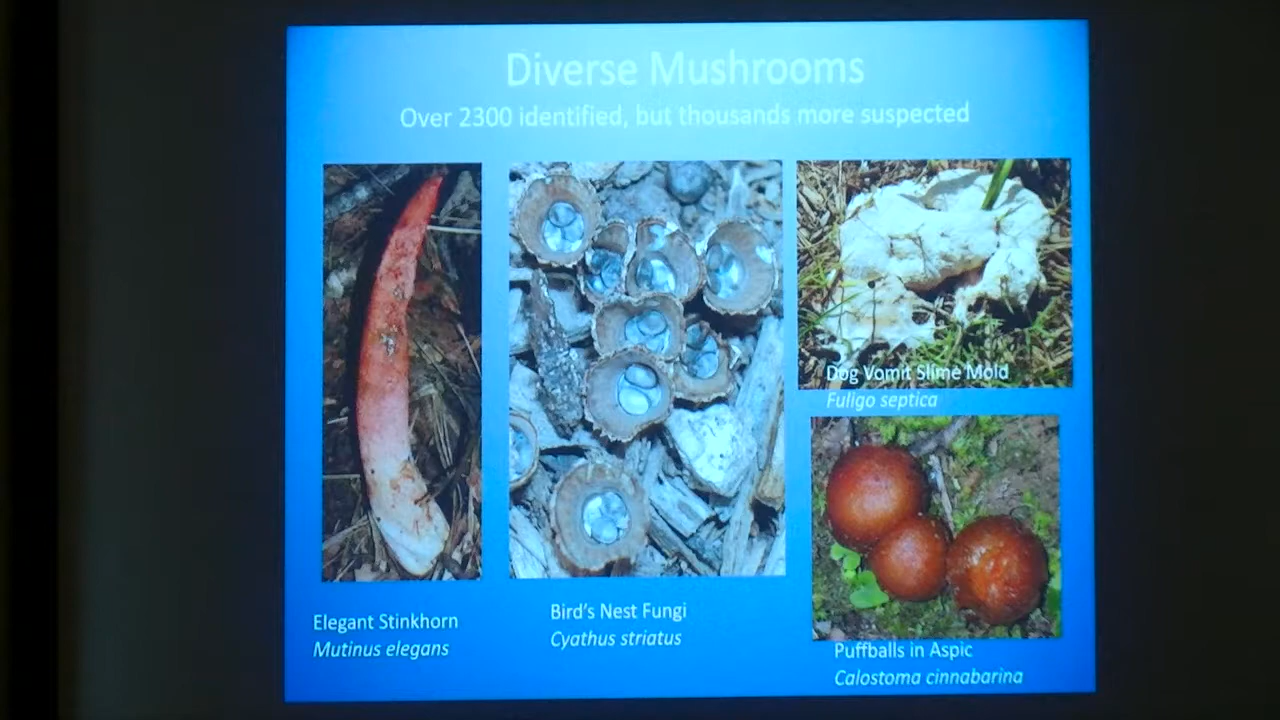 Diverse Mushrooms
Over 2300 identified, but thousands more suspected
Dog Vomit Slime Mold
Fuligo septica
Elegant Stinkhorn
Mutinus elegans
Bird's Nest Fungi
Cyathus striatus
Puffballs in Aspic
Calostoma cinnabarina